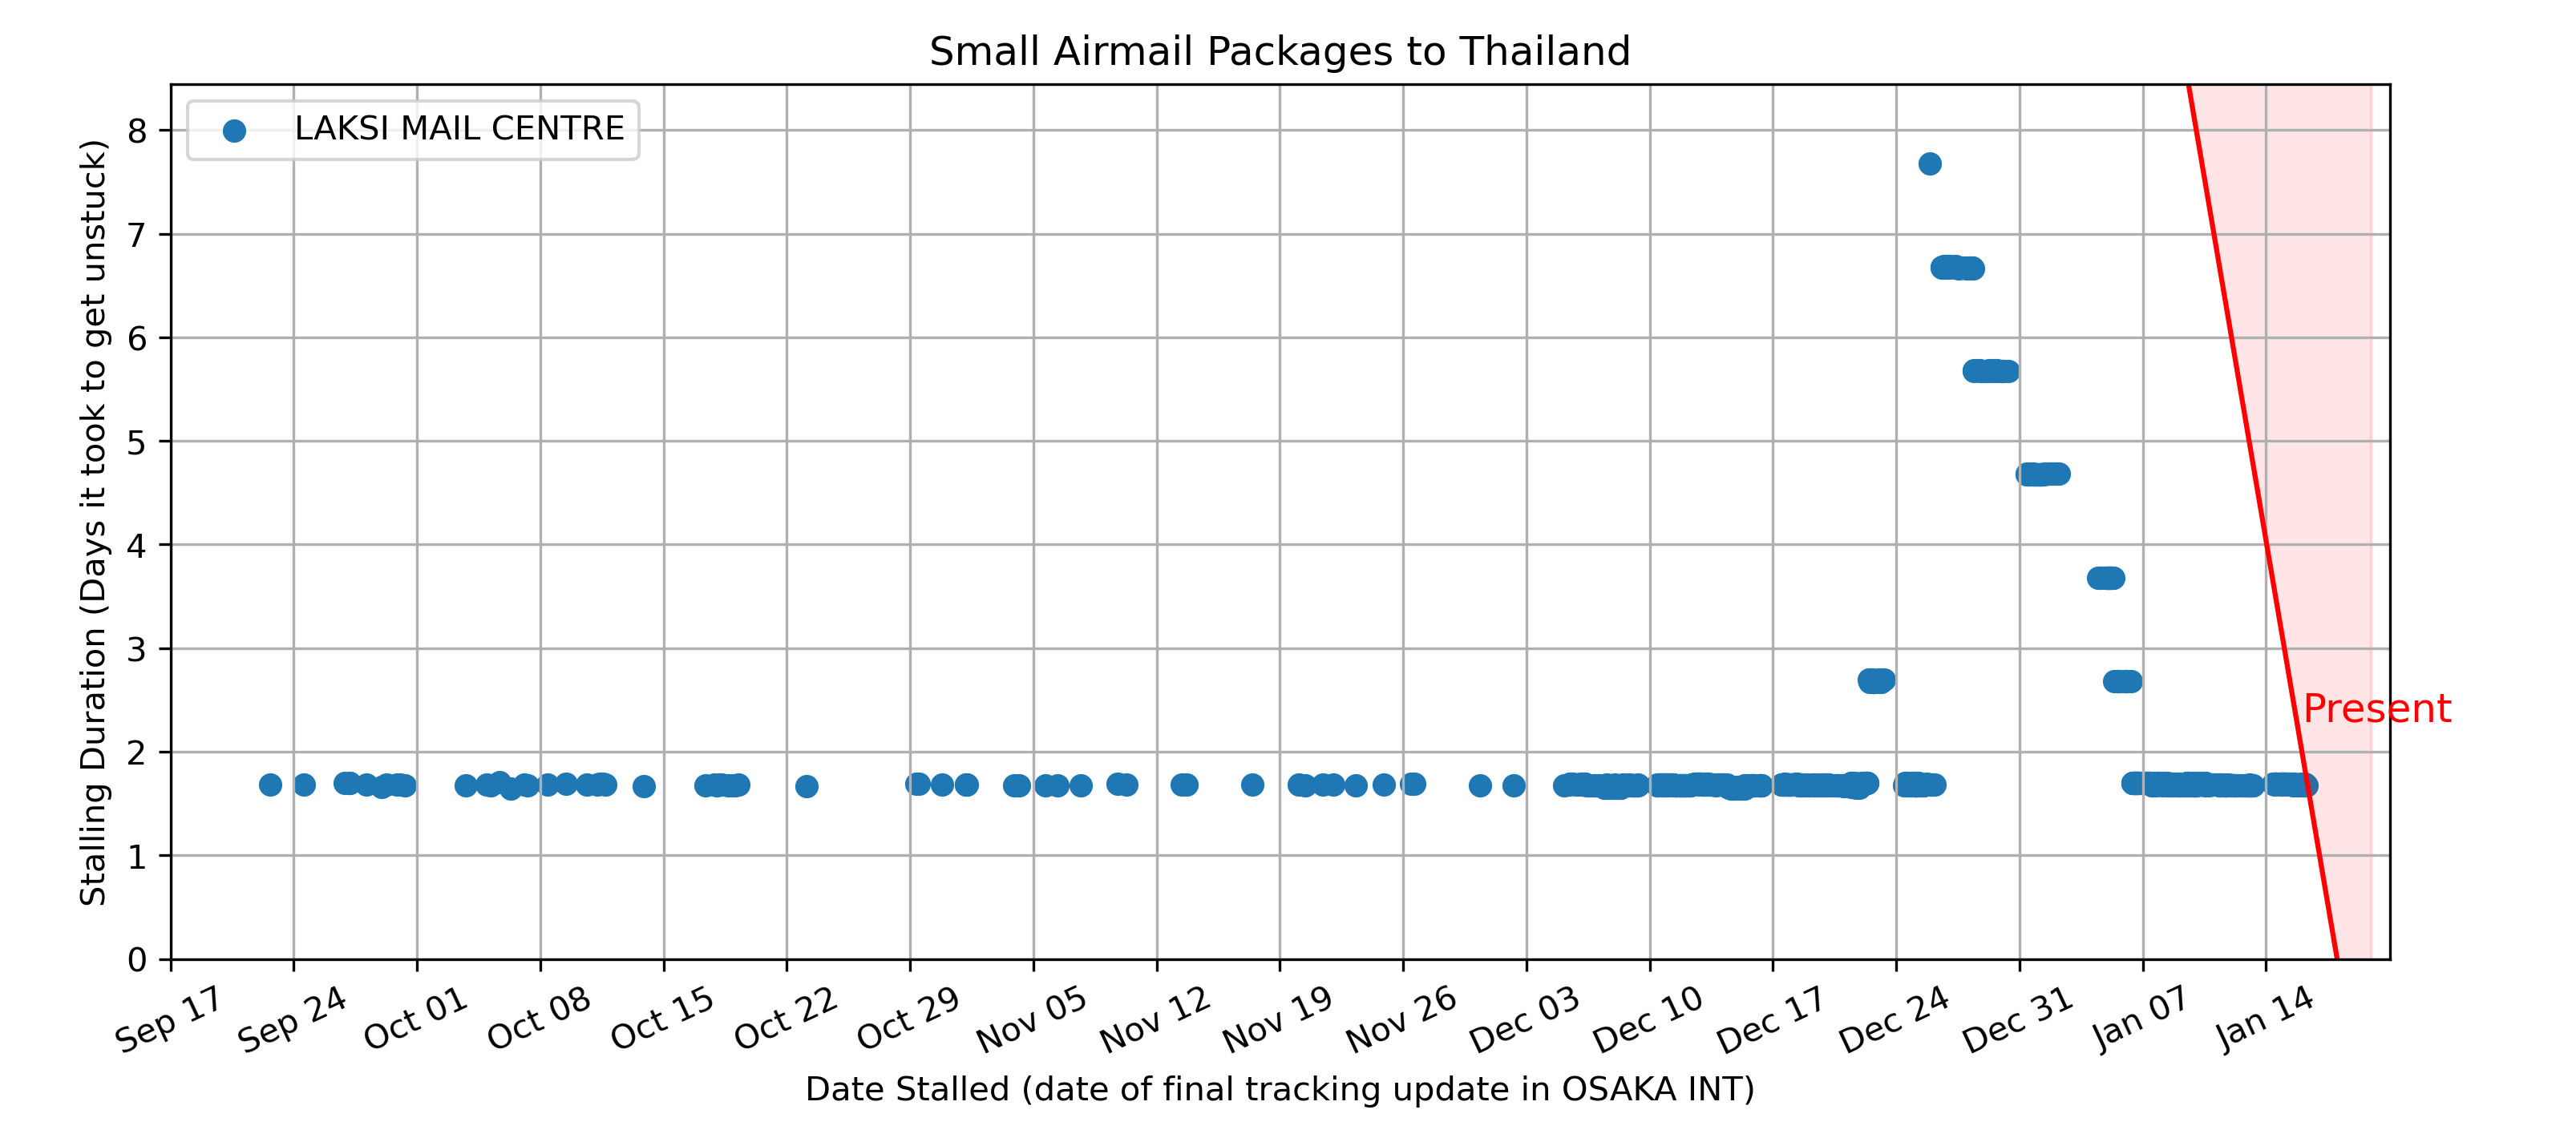 Small Airmail Packages to Thailand
LAKSI MAIL CENTRE
Stalling Duration (Days it took to get unstuck)
8
7
6
5
4
3
2
1
0
Present
Sep 17 Sep 24 Oct 01 Oct 08 Oct 15 Oct 22 Oct 29 Nov 05 Nov 12 Nov 19 Nov 26 Dec 03 Dec 10 Dec 17 Dec 24 Dec 31 Jan 07 Jan 14
Date Stalled (date of final tracking update in OSAKA INT)